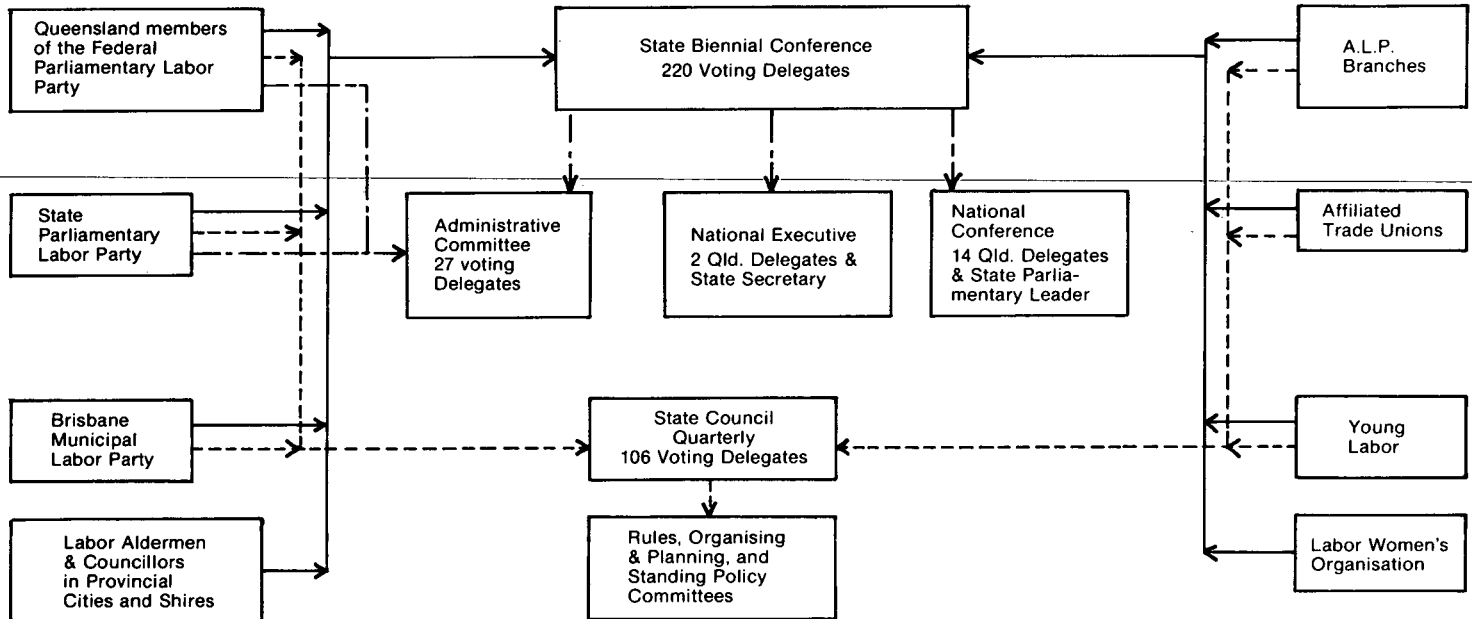 Queensland members
of the Federal
Parliamentary Labor
Party
State Biennial Conference
220 Voting Delegates
A.L.P.
Branches
State
Parliamentary
Labor Party
Administrative
Committee
27 voting
Delegates
National Executive
2 Qld. Delegates &
State Secretary
National
Conference
14 Qld. Delegates
& State Parlia-
mentary Leader
Affiliated
Trade Unions
Brisbane
Municipal
Labor Party
State Council
Quarterly
106 Voting Delegates
Young
Labor
Labor Aldermen
& Councillors
in Provincial
Cities and Shires
Rules, Organising
& Planning, and
Standing Policy
Committees
Labor Women's
Organisation